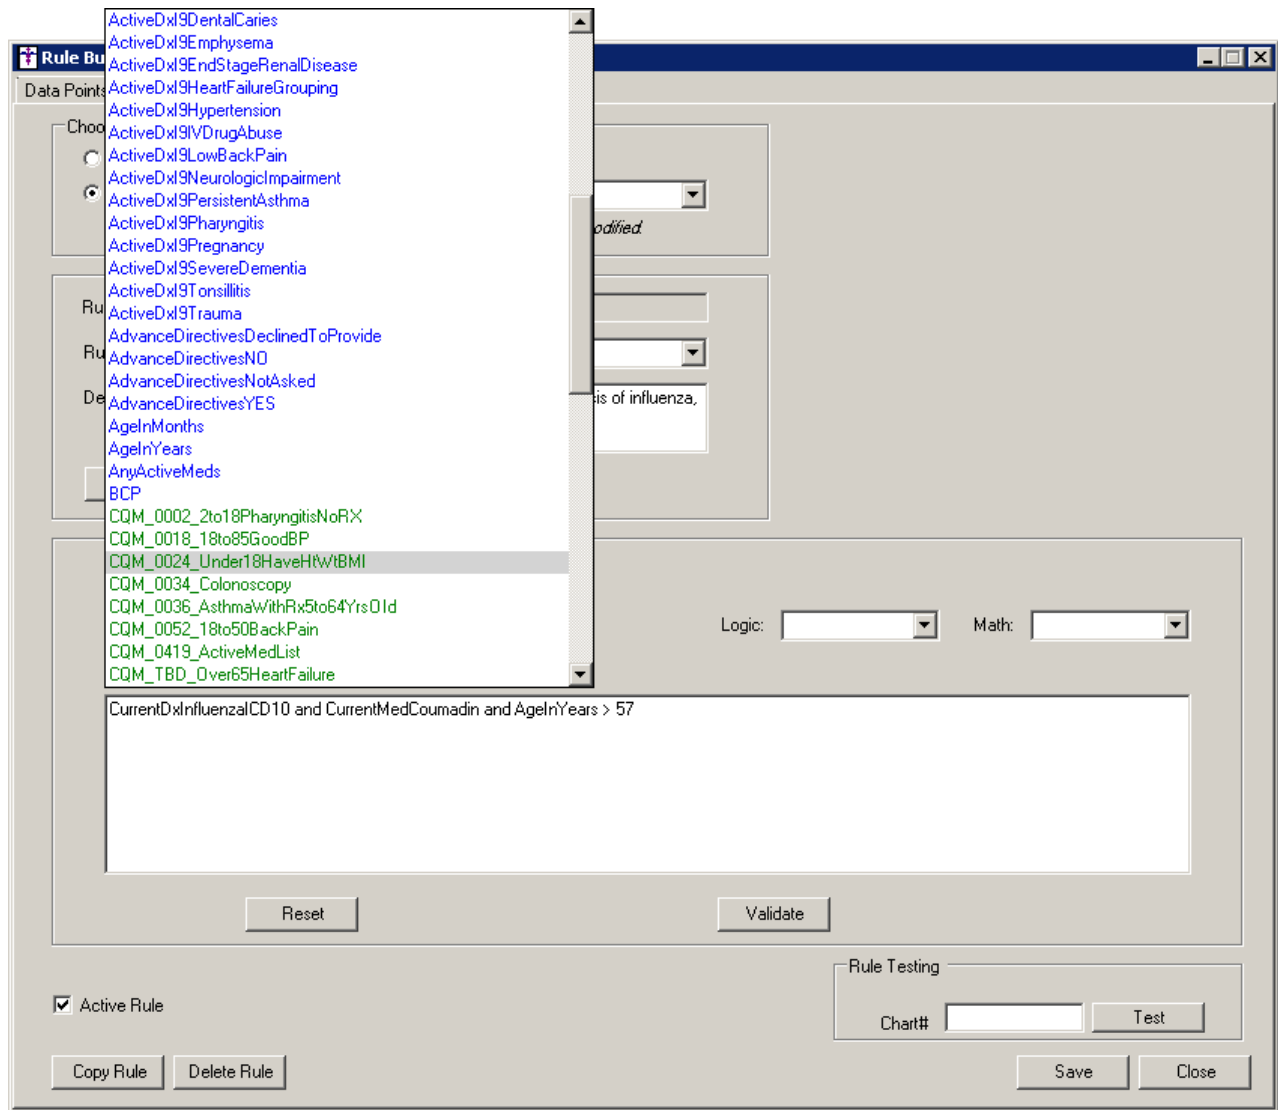 ActiveDxI9DentalCaries
ActiveDxI9Emphysema
Rule Bu
ActiveDxI9EndStageRenalDisease
Data Points
ActiveDxI9HeartFailureGrouping
ActiveDxI9Hypertension
Choo
ActiveDxI9IVDrugAbuse
ActiveDxI9LowBackPain
ActiveDxI9NeurologicImpairment
ActiveDxI9PersistentAsthma
ActiveDxI9Pharyngitis
odified.
ActiveDxI9Pregnancy
ActiveDxI9SevereDementia
ActiveDxI9Tonsillitis
Ru
ActiveDxI9Trauma
AdvanceDirectivesDeclinedToProvide
Ru
AdvanceDirectivesNO
AdvanceDirectivesNotAsked
De
AdvanceDirectivesYES
sis of influenza,
AgeInMonths
AgeInYears
AnyActiveMeds
BCP
CQM_0002_2to18PharyngitisNoRX
CQM_0018_18to85GoodBP
CQM_0024_Under18HaveHtWtBMI
CQM_0034_Colonoscopy
CQM_0036_AsthmaWithRx5to64YrsOld
CQM_0052_18to50BackPain
Logic: Math:
CQM_0419_ActiveMedList
CQM_TBD_Over65HeartFailure
CurrentDxInfluenzaICD10 and CurrentMedCoumadin and AgeInYears > 57
Reset Validate
Rule Testing
Active Rule
Chart# Test
Copy Rule Delete Rule Save Close